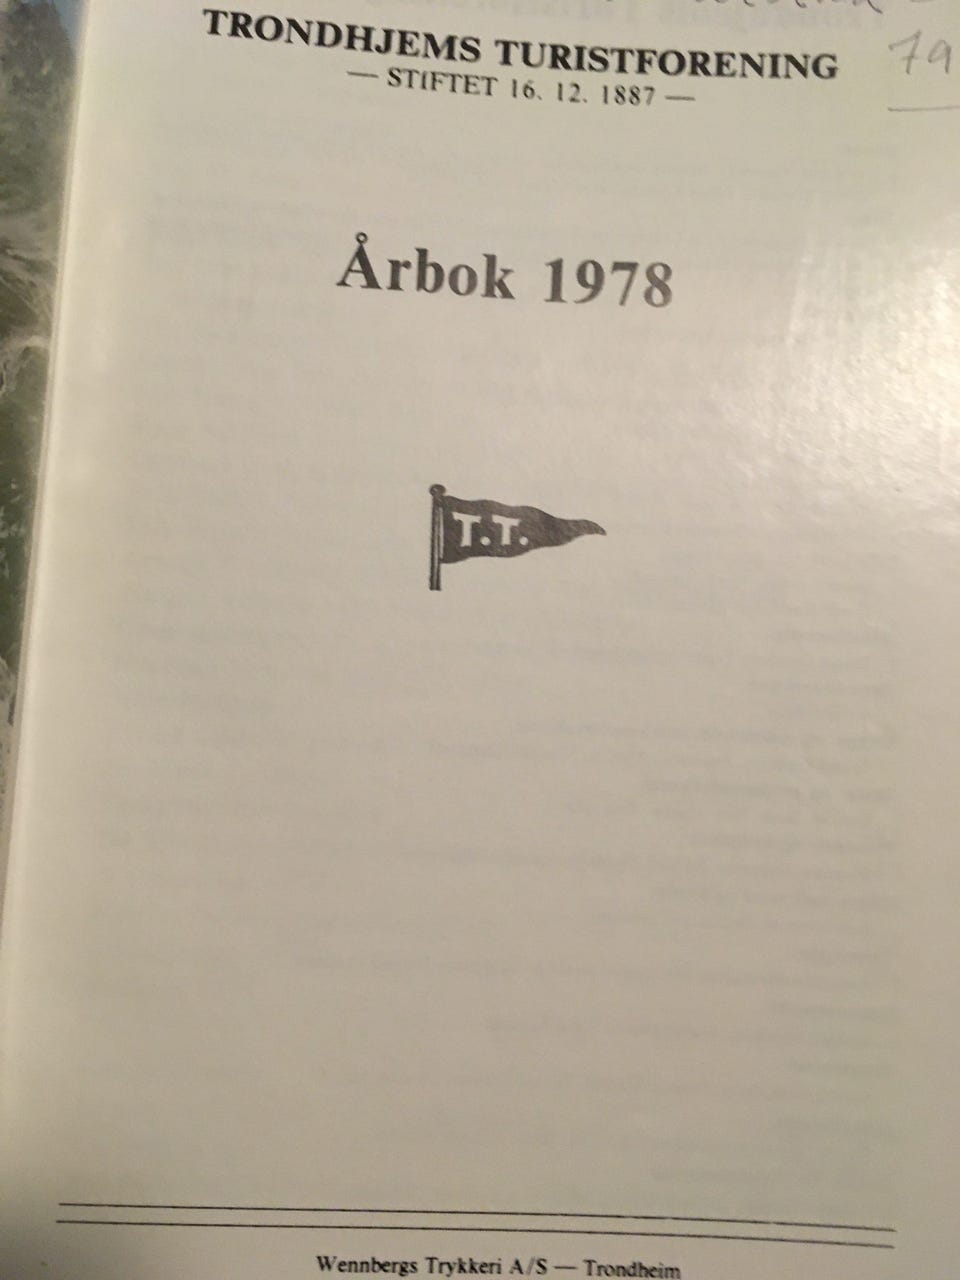 TRONDHJEMS TURISTFORENING
79
— STIFTET 16. 12. 1887 —
Årbok 1978
T.T.
Wennbergs Trykkeri A/S — Trondheim